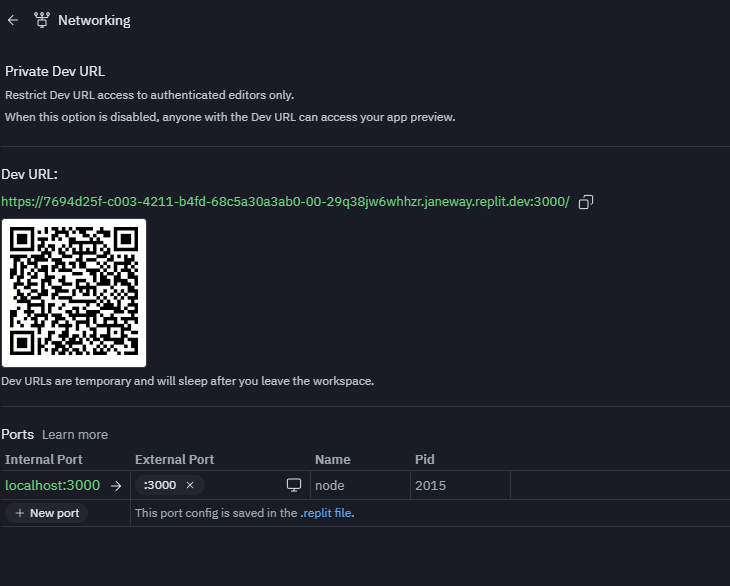 Networking
Private Dev URL
Restrict Dev URL access to authenticated editors only.
When this option is disabled, anyone with the Dev URL can access your app preview.
Dev URL:
https://7694d25f-c003-4211-b4fd-68c5a30a3ab0-00-29q38jw6whhzr.janeway.replit.dev:3000/
Dev URLs are temporary and will sleep after you leave the workspace.
Ports Learn more
Internal Port External Port Name Pid
localhost:3000 → :3000 × node 2015
+ New port This port config is saved in the .replit file.